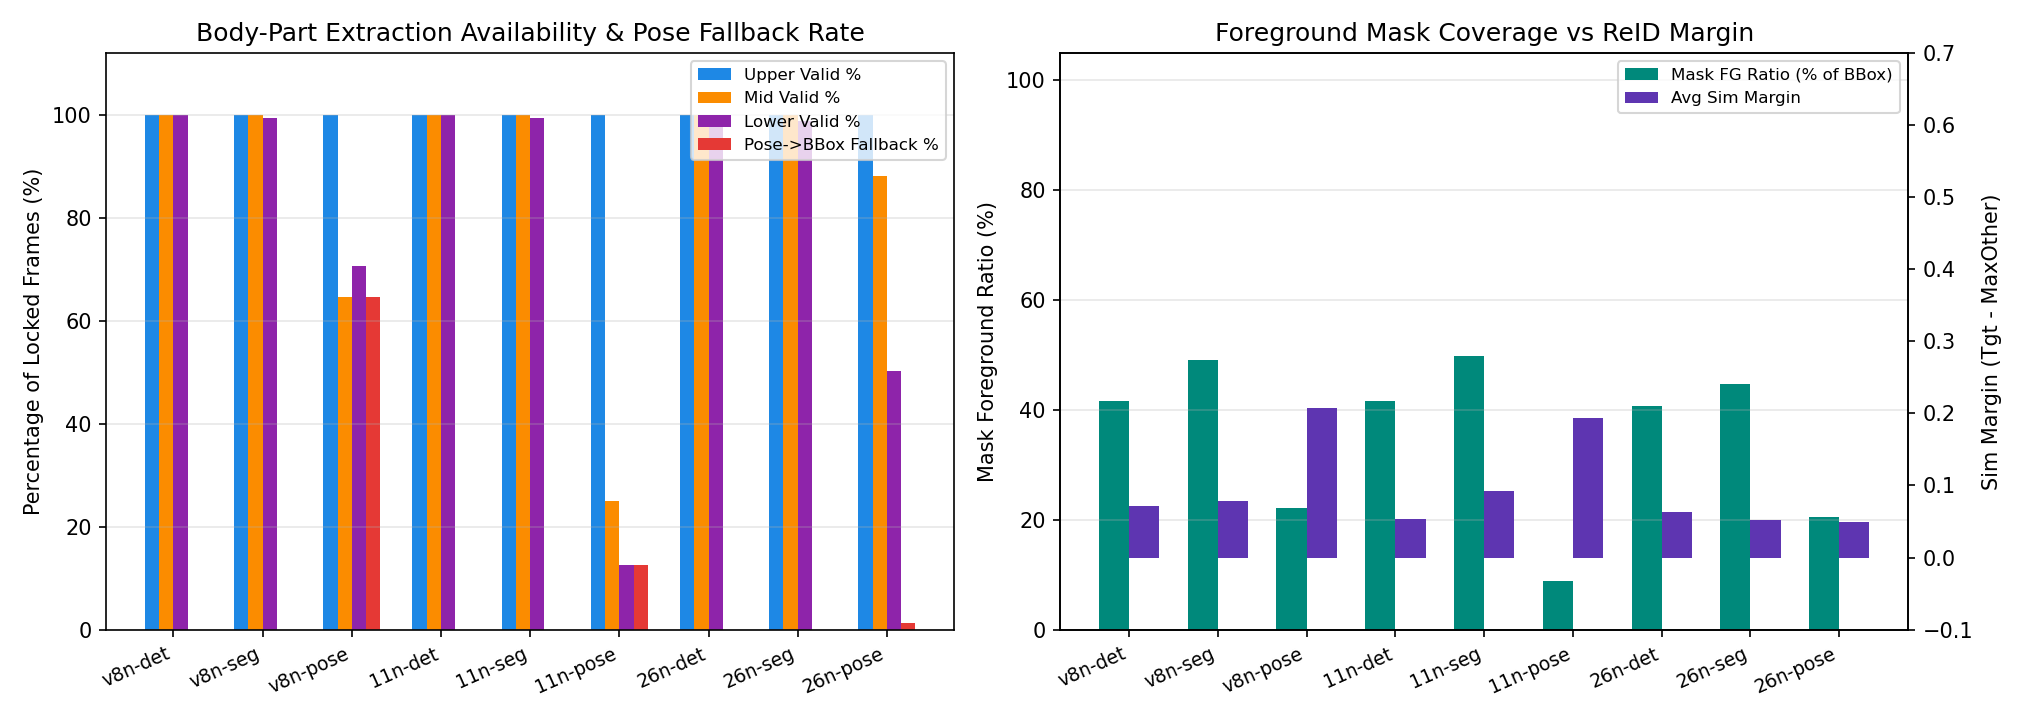 Body-Part Extraction Availability & Pose Fallback Rate
Percentage of Locked Frames (%)
100
80
60
40
20
0
Upper Valid %
Mid Valid %
Lower Valid %
Pose->BBox Fallback %
v8n-det
v8n-seg
v8n-pose
11n-det
11n-seg
11n-pose
26n-det
26n-seg
26n-pose
Foreground Mask Coverage vs ReID Margin
Mask Foreground Ratio (%)
100
80
60
40
20
0
Mask FG Ratio (% of BBox)
Avg Sim Margin
0.7
0.6
0.5
0.4
0.3
0.2
0.1
0.0
−0.1
Sim Margin (Tgt - MaxOther)
v8n-det
v8n-seg
v8n-pose
11n-det
11n-seg
11n-pose
26n-det
26n-seg
26n-pose